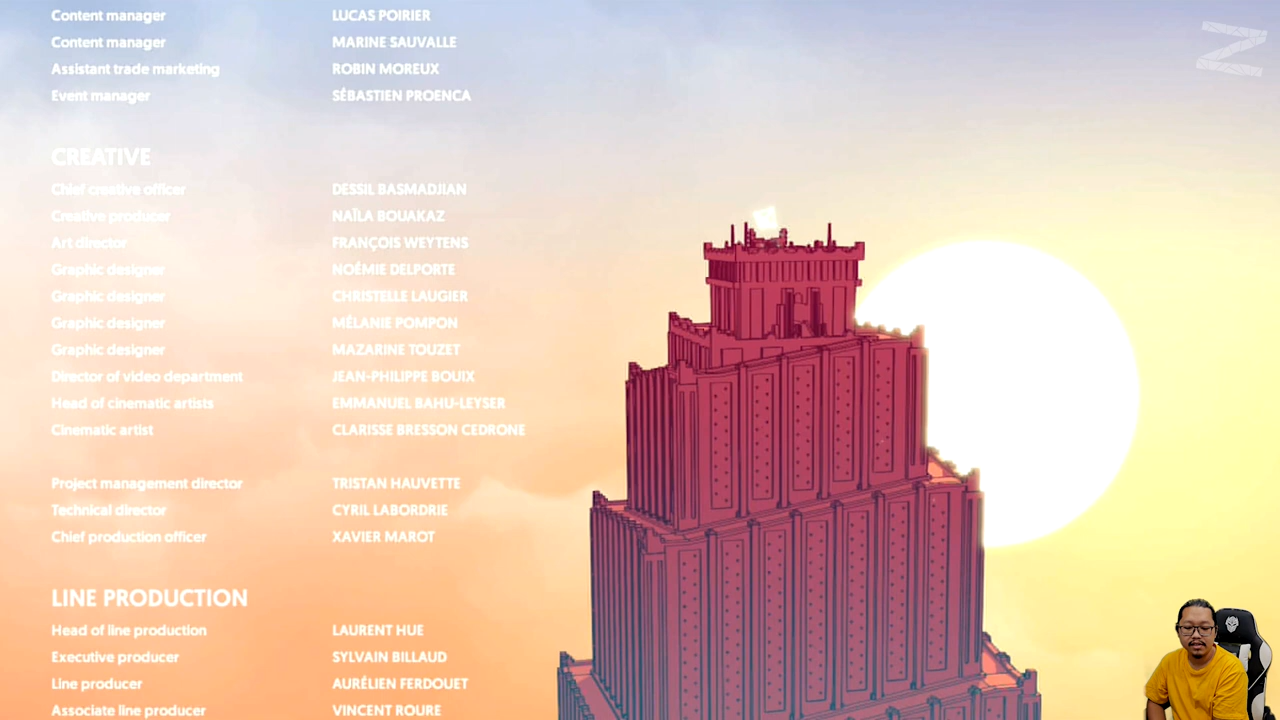 Content manager LUCAS POIRIER
Content manager MARINE SAUVALLE
Assistant trade marketing ROBIN MOREUX
Event manager SÉBASTIEN PROENCA
CREATIVE
Chief creative officer DESSIL BASMADJIAN
Creative producer NAÏLA BOUAKAZ
Art director FRANÇOIS WEYTENS
Graphic designer NOÉMIE DELPORTE
Graphic designer CHRISTELLE LAUGIER
Graphic designer MÉLANIE POMPON
Graphic designer MAZARINE TOUZET
Director of video department JEAN-PHILIPPE BOUIX
Head of cinematic artists EMMANUEL BAHU-LEYSER
Cinematic artist CLARISSE BRESSON CEDRONE
Project management director TRISTAN HAUVETTE
Technical director CYRIL LABORDRIE
Chief production officer XAVIER MAROT
LINE PRODUCTION
Head of line production LAURENT HUE
Executive producer SYLVAIN BILLAUD
Line producer AURÉLIEN FERDOUET
Associate line producer VINCENT ROURE
Z